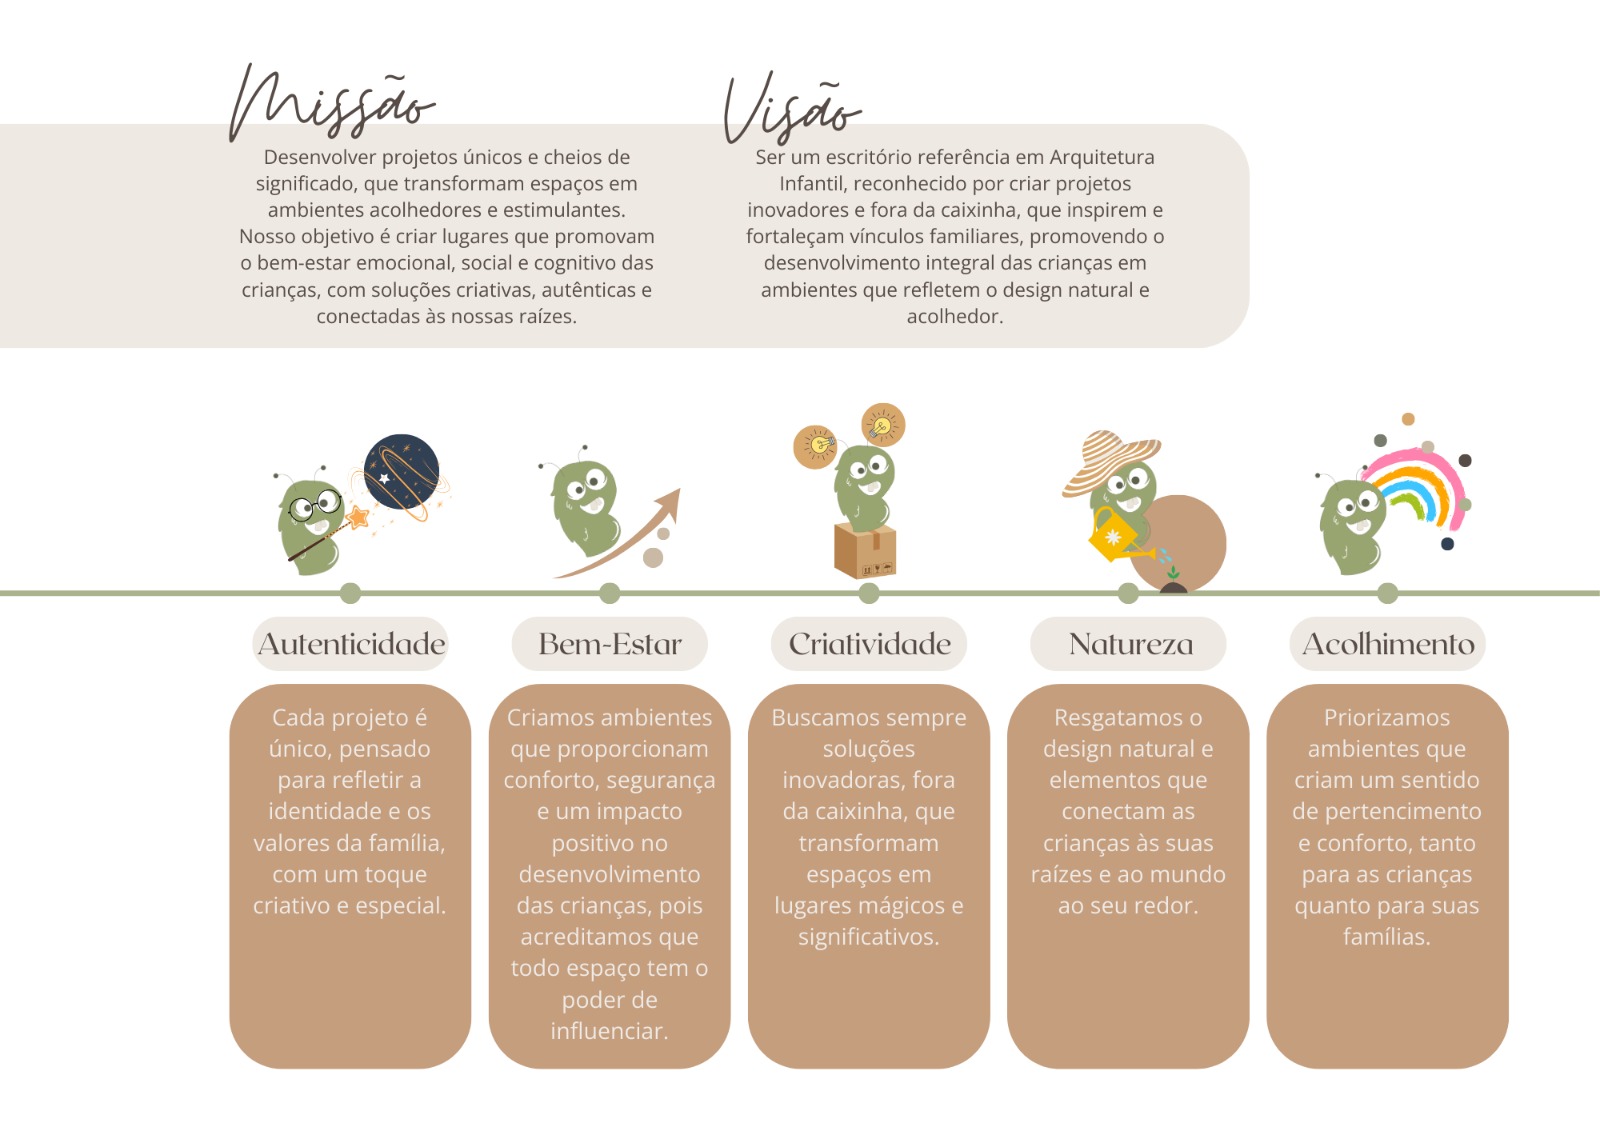 Missão
Desenvolver projetos únicos e cheios de
significado, que transformam espaços em
ambientes acolhedores e estimulantes.
Nosso objetivo é criar lugares que promovam
o bem-estar emocional, social e cognitivo das
crianças, com soluções criativas, autênticas e
conectadas às nossas raízes.
Visão
Ser um escritório referência em Arquitetura
Infantil, reconhecido por criar projetos
inovadores e fora da caixinha, que inspirem e
fortaleçam vínculos familiares, promovendo o
desenvolvimento integral das crianças em
ambientes que refletem o design natural e
acolhedor.
Autenticidade
Cada projeto é
único, pensado
para refletir a
identidade e os
valores da família,
com um toque
criativo e especial.
Bem-Estar
Criamos ambientes
que proporcionam
conforto, segurança
e um impacto
positivo no
desenvolvimento
das crianças, pois
acreditamos que
todo espaço tem o
poder de
influenciar.
Criatividade
Buscamos sempre
soluções
inovadoras, fora
da caixinha, que
transformam
espaços em
lugares mágicos e
significativos.
Natureza
Resgatamos o
design natural e
elementos que
conectam as
crianças às suas
raízes e ao mundo
ao seu redor.
Acolhimento
Priorizamos
ambientes que
criam um sentido
de pertencimento
e conforto, tanto
para as crianças
quanto para suas
famílias.